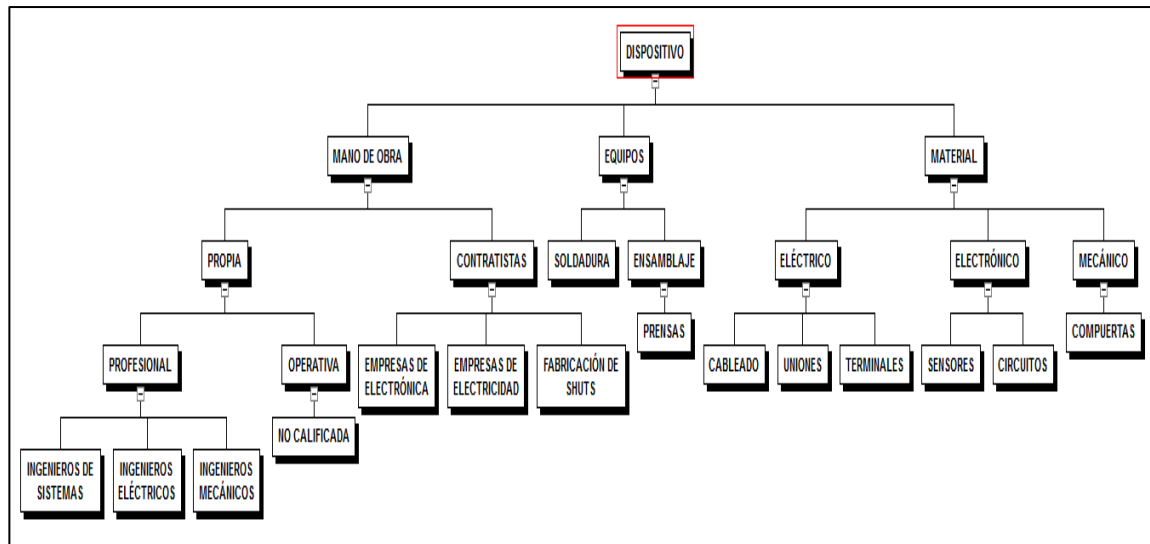 DISPOSITIVO
MANO DE OBRA
EQUIPOS
MATERIAL
PROPIA
CONTRATISTAS
SOLDADURA
ENSAMBLAJE
ELÉCTRICO
ELECTRÓNICO
MECÁNICO
PROFESIONAL
OPERATIVA
EMPRESAS DE
ELECTRÓNICA
EMPRESAS DE
ELECTRICIDAD
FABRICACIÓN DE
SHUTS
PRENSAS
CABLEADO
UNIONES
TERMINALES
SENSORES
CIRCUITOS
COMPUERTAS
INGENIEROS DE
SISTEMAS
INGENIEROS
ELÉCTRICOS
INGENIEROS
MECÁNICOS
NO CALIFICADA